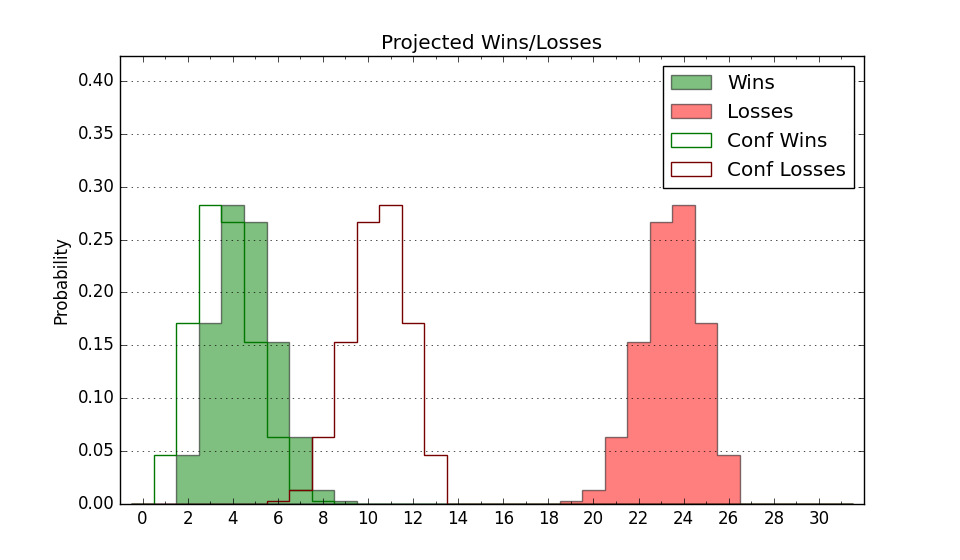 Projected Wins/Losses
Wins
Losses
Conf Wins
Conf Losses
Probability
0.40
0.35
0.30
0.25
0.20
0.15
0.10
0.05
0.00
0 2 4 6 8 10 12 14 16 18 20 22 24 26 28 30